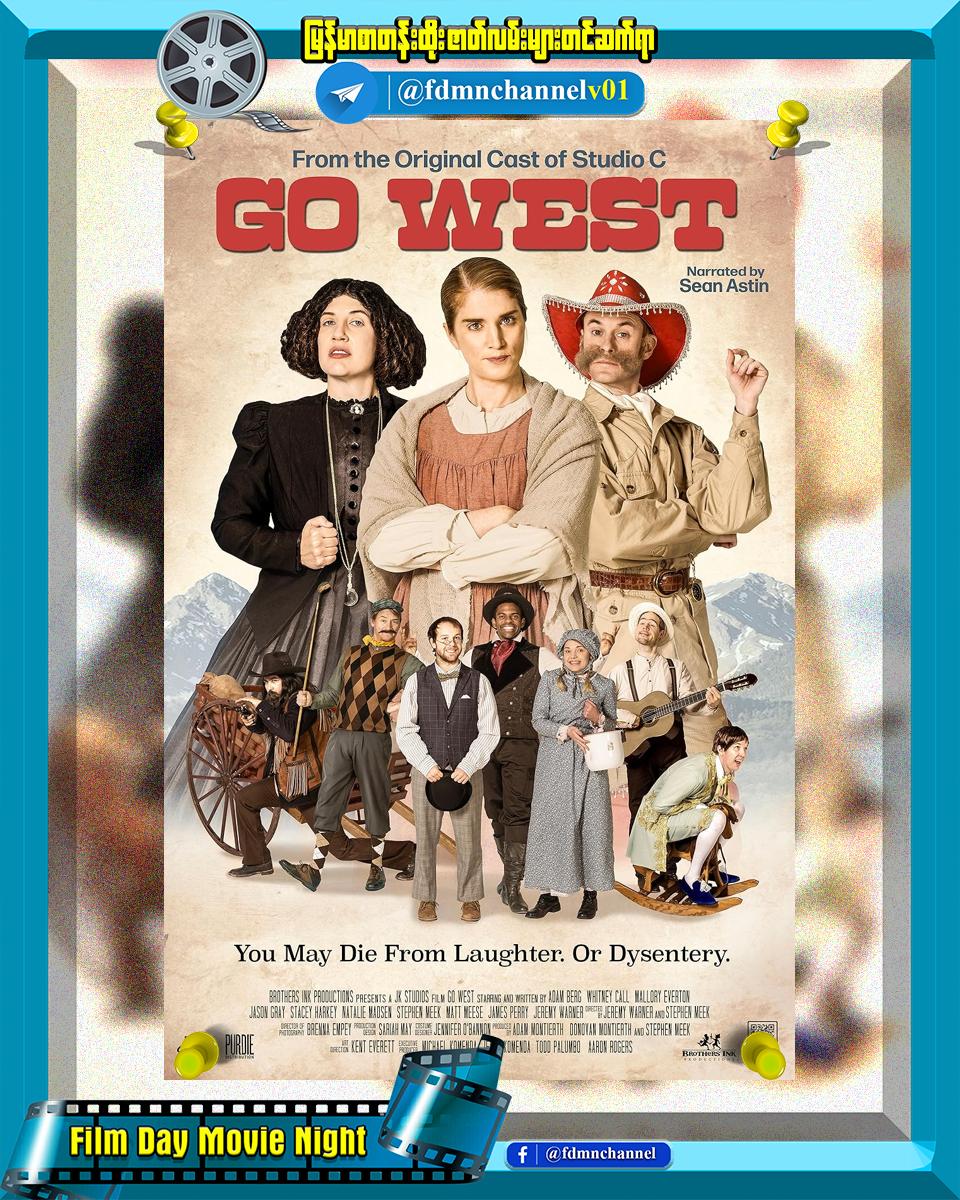 မြန်မာစာတန်းထိုးဇာတ်လမ်းများတင်ဆက်ရာ
@fdmnchannelv01
From the Original Cast of Studio C
GO WEST
Narrated by
Sean Astin
You May Die From Laughter. Or Dysentery.
BROTHERS INK PRODUCTIONS PRESENTS A JK STUDIOS FILM GO WEST STARRING AND WRITTEN BY ADAM BERG WHITNEY CALL MALLORY EVERTON
JASON GRAY STACEY HARKEY NATALIE MADSEN STEPHEN MEEK MATT MEESE JAMES PERRY JEREMY WARNER DIRECTED BY JEREMY WARNER AND STEPHEN MEEK
DIRECTOR OF PHOTOGRAPHY BRENNA EMPEY PRODUCTION DESIGN SARIAH MAY COSTUME DESIGNER JENNIFER O'BANNON PRODUCED BY ADAM MONTIERTH DONOVAN MONTIERTH AND STEPHEN MEEK
ART DIRECTION KENT EVERETT EXECUTIVE PRODUCER MICHAEL KOMENDA TODD PALUMBO AARON ROGERS
PURDIE
DISTRIBUTION
BROTHERS INK
PRODUCTIONS
Film Day Movie Night
@fdmnchannel